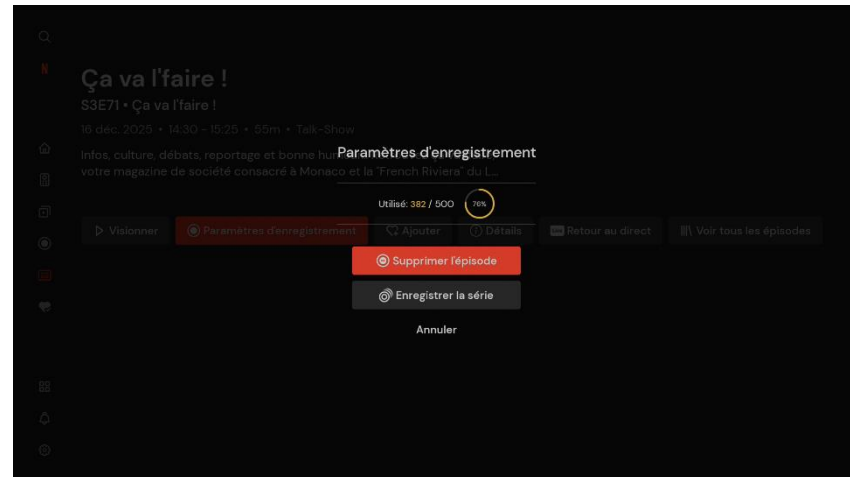 N
Ça va l'faire !
S3E71 • Ça va l'faire !
16 déc. 2025 • 14:30 - 15:25 • 55m • Talk-Show
Paramètres d'enregistrement
Infos, culture, débats, reportage et bonne hum
votre magazine de société consacré à Monaco et la "French Riviera" du L...
Utilisé: 382 / 500 76%
Visionner Paramètres d'enregistrement Ajouter Détails Retour au direct Voir tous les épisodes
Supprimer l'épisode
Enregistrer la série
Annuler